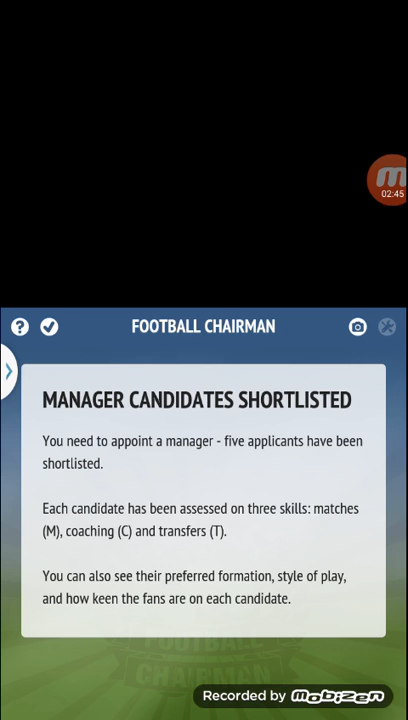 02:45
FOOTBALL CHAIRMAN
MANAGER CANDIDATES SHORTLISTED
You need to appoint a manager - five applicants have been
shortlisted.
Each candidate has been assessed on three skills: matches
(M), coaching (C) and transfers (T).
You can also see their preferred formation, style of play,
and how keen the fans are on each candidate.
FOOTBALL
CHAIRMAN
Recorded by mobizen